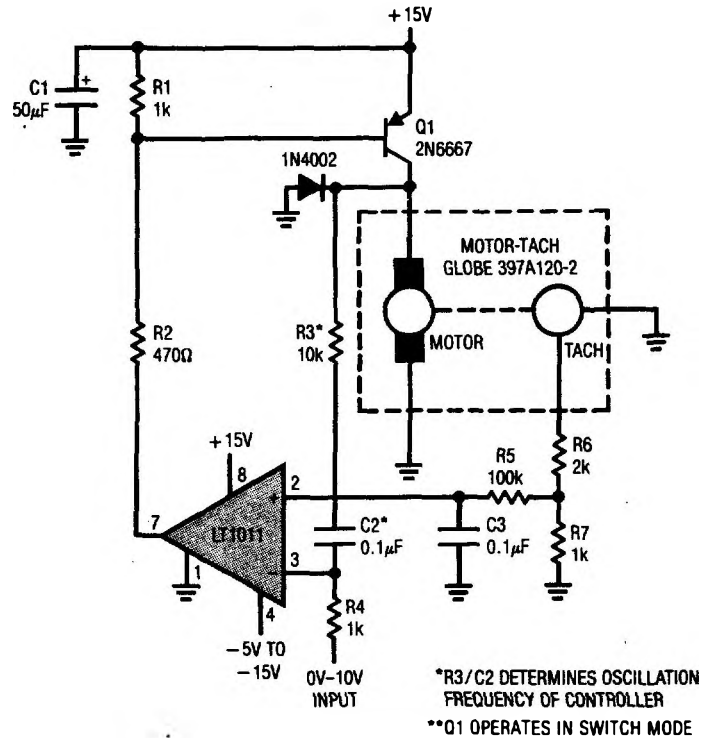 +15V
C1
+
50μF
R1
1k
Q1
2N6667
1N4002
MOTOR-TACH
GLOBE 397A120-2
R2
470Ω
R3*
10k
MOTOR
TACH
+15V
8
R5
100k
R6
2k
2
+
7
LT1011
C2*
0.1μF
C3
0.1μF
R7
1k
1
3
−
4
R4
1k
−5V TO
−15V
0V–10V
INPUT
*R3/C2 DETERMINES OSCILLATION
FREQUENCY OF CONTROLLER
**Q1 OPERATES IN SWITCH MODE